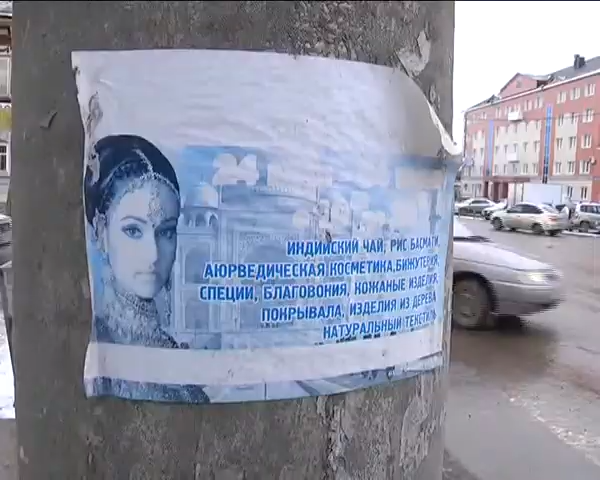 ИНДИЙСКИЙ ЧАЙ, РИС БАСМАТИ,
АЮРВЕДИЧЕСКАЯ КОСМЕТИКА, БИЖУТЕРИЯ,
СПЕЦИИ, БЛАГОВОНИЯ, КОЖАНЫЕ ИЗДЕЛИЯ,
ПОКРЫВАЛА, ИЗДЕЛИЯ ИЗ ДЕРЕВА,
НАТУРАЛЬНЫЙ ТЕКСТИЛЬ